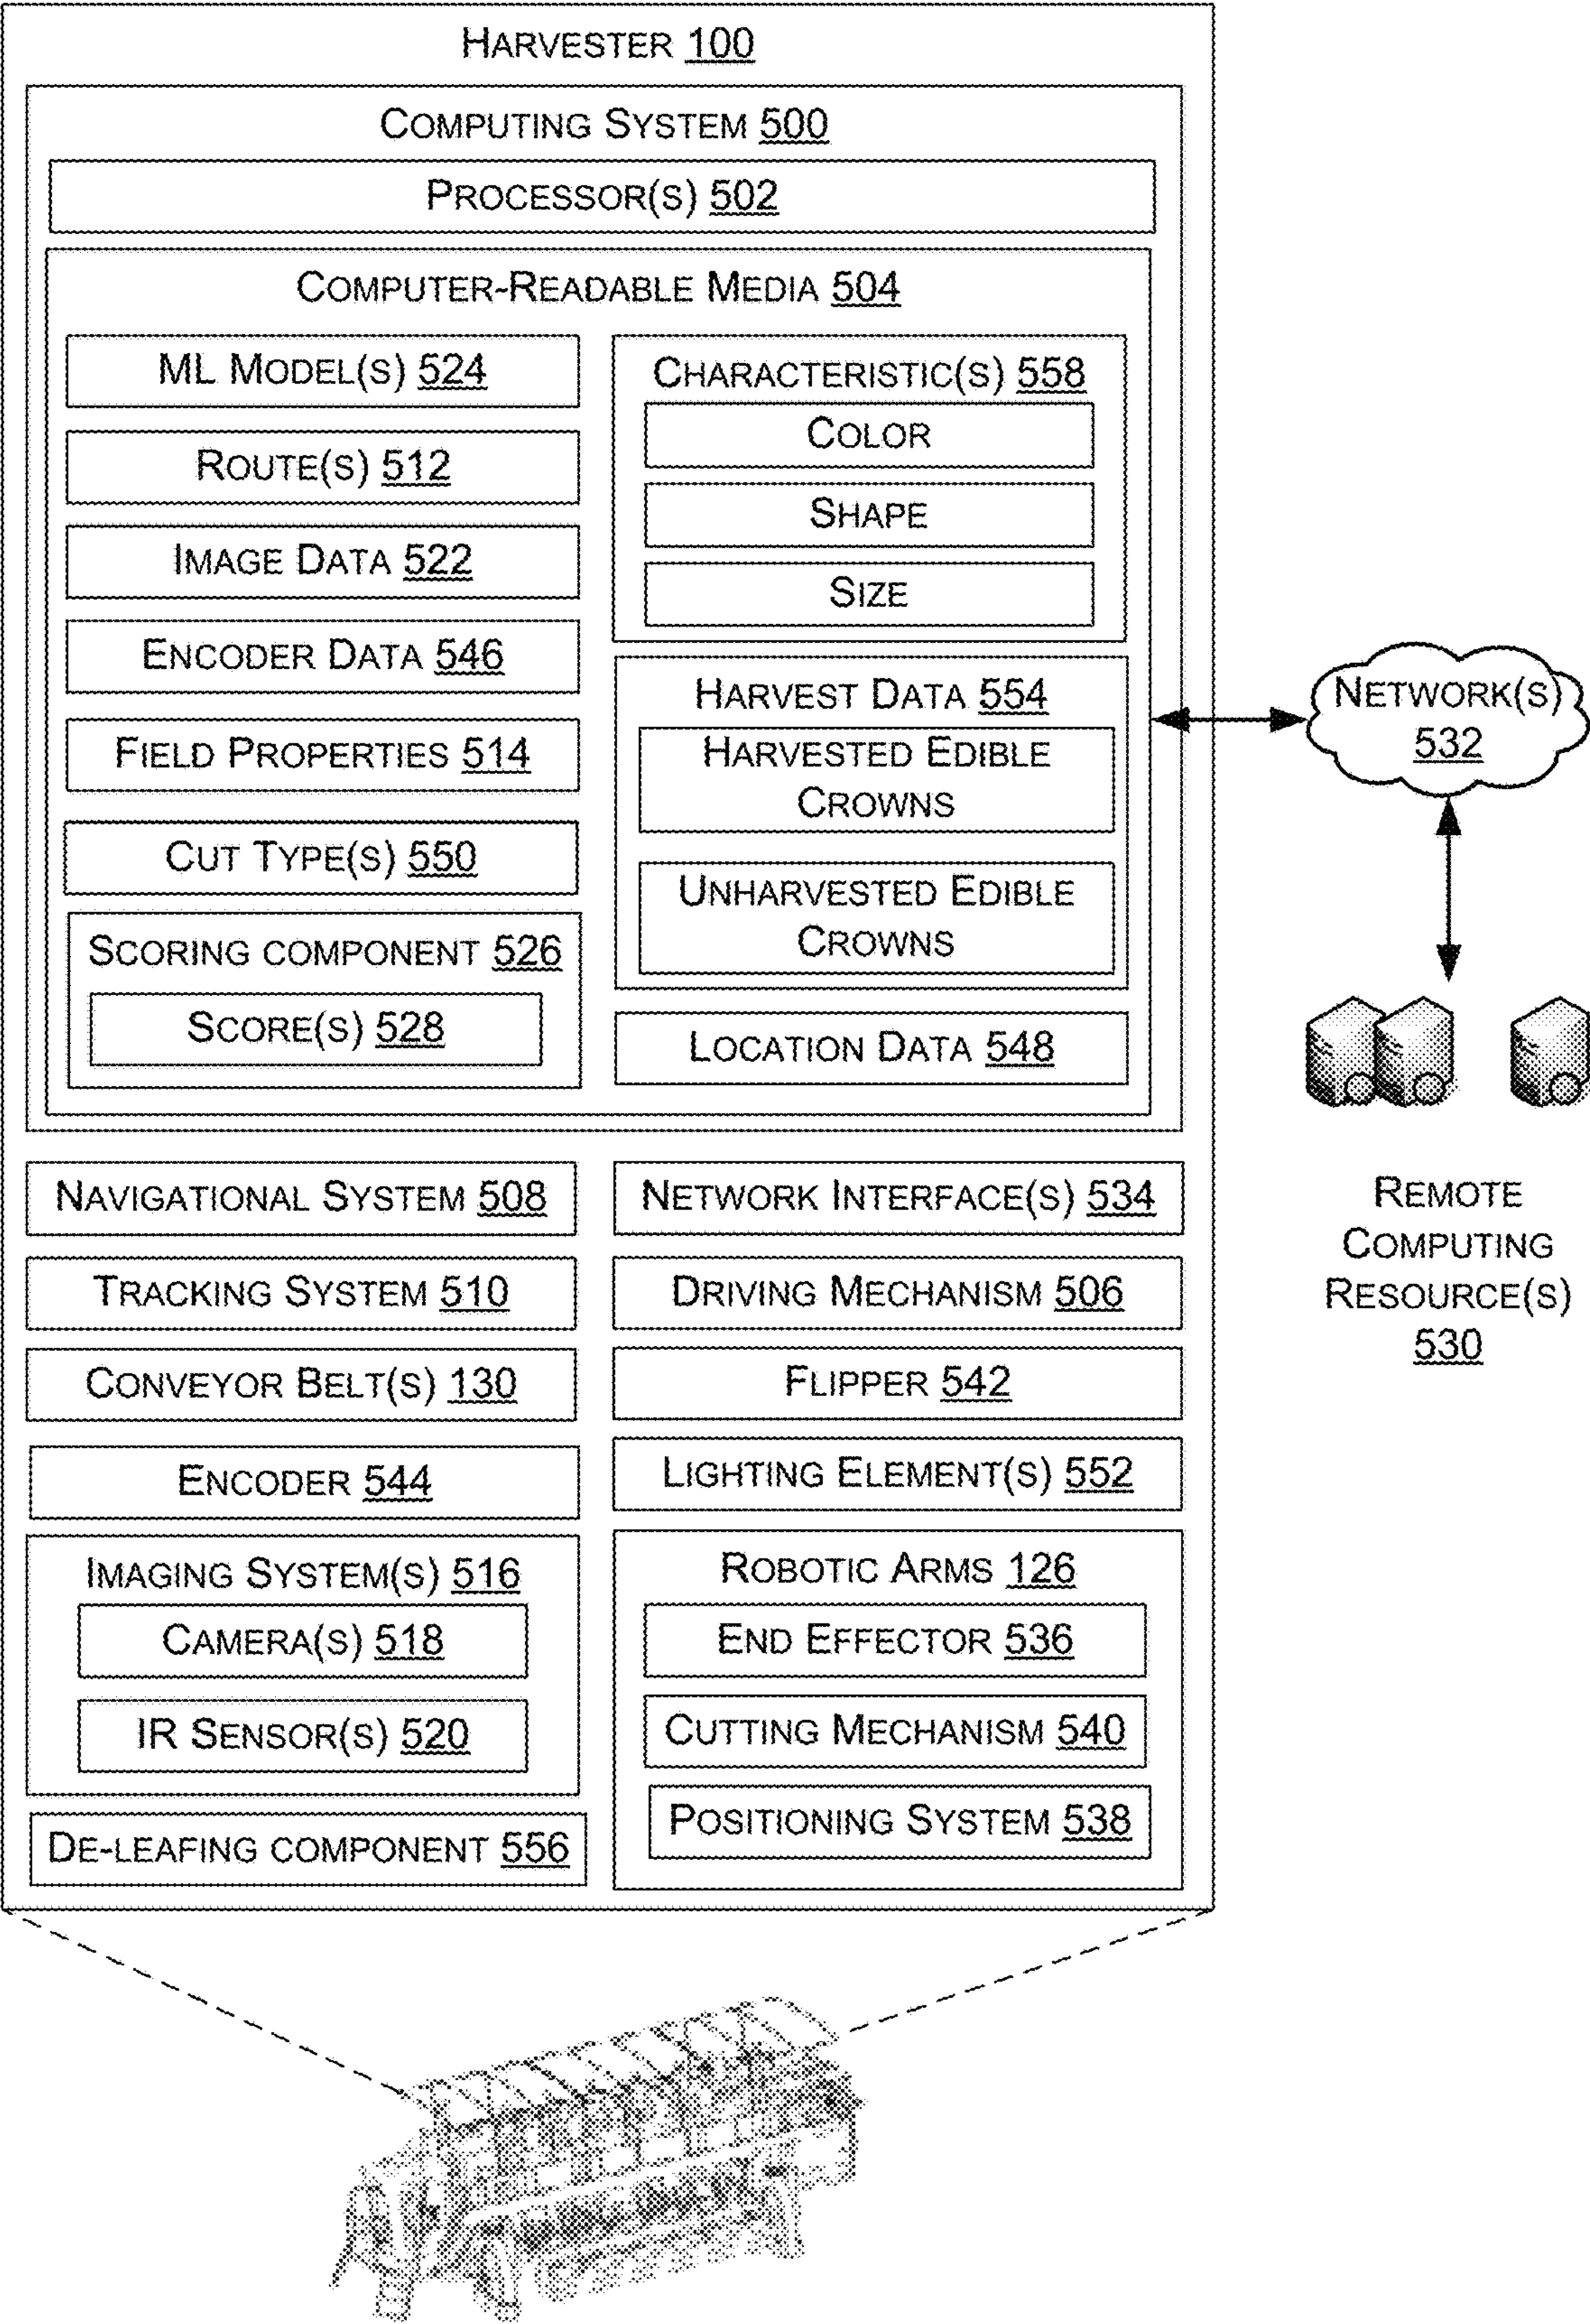 HARVESTER 100
COMPUTING SYSTEM 500
PROCESSOR(S) 502
COMPUTER-READABLE MEDIA 504
ML MODEL(S) 524
ROUTE(S) 512
IMAGE DATA 522
ENCODER DATA 546
FIELD PROPERTIES 514
CUT TYPE(S) 550
SCORING COMPONENT 526
SCORE(S) 528
CHARACTERISTIC(S) 558
COLOR
SHAPE
SIZE
HARVEST DATA 554
HARVESTED EDIBLE
CROWNS
UNHARVESTED EDIBLE
CROWNS
LOCATION DATA 548
NETWORK(S)
532
REMOTE
COMPUTING
RESOURCE(S)
530
NAVIGATIONAL SYSTEM 508
TRACKING SYSTEM 510
CONVEYOR BELT(S) 130
ENCODER 544
IMAGING SYSTEM(S) 516
CAMERA(S) 518
IR SENSOR(S) 520
DE-LEAFING COMPONENT 556
NETWORK INTERFACE(S) 534
DRIVING MECHANISM 506
FLIPPER 542
LIGHTING ELEMENT(S) 552
ROBOTIC ARMS 126
END EFFECTOR 536
CUTTING MECHANISM 540
POSITIONING SYSTEM 538